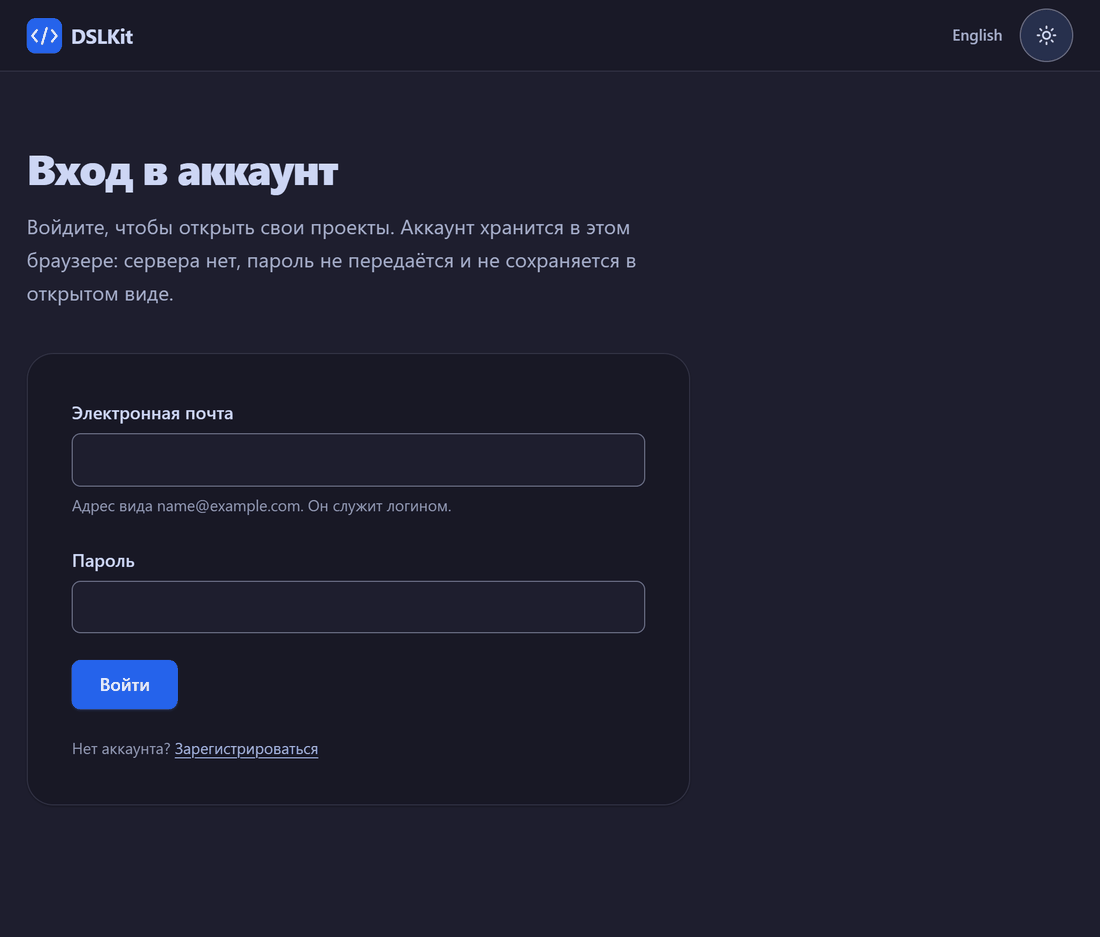 DSLKit
English
Вход в аккаунт
Войдите, чтобы открыть свои проекты. Аккаунт хранится в этом
браузере: сервера нет, пароль не передаётся и не сохраняется в
открытом виде.
Электронная почта
Адрес вида name@example.com. Он служит логином.
Пароль
Войти
Нет аккаунта? Зарегистрироваться